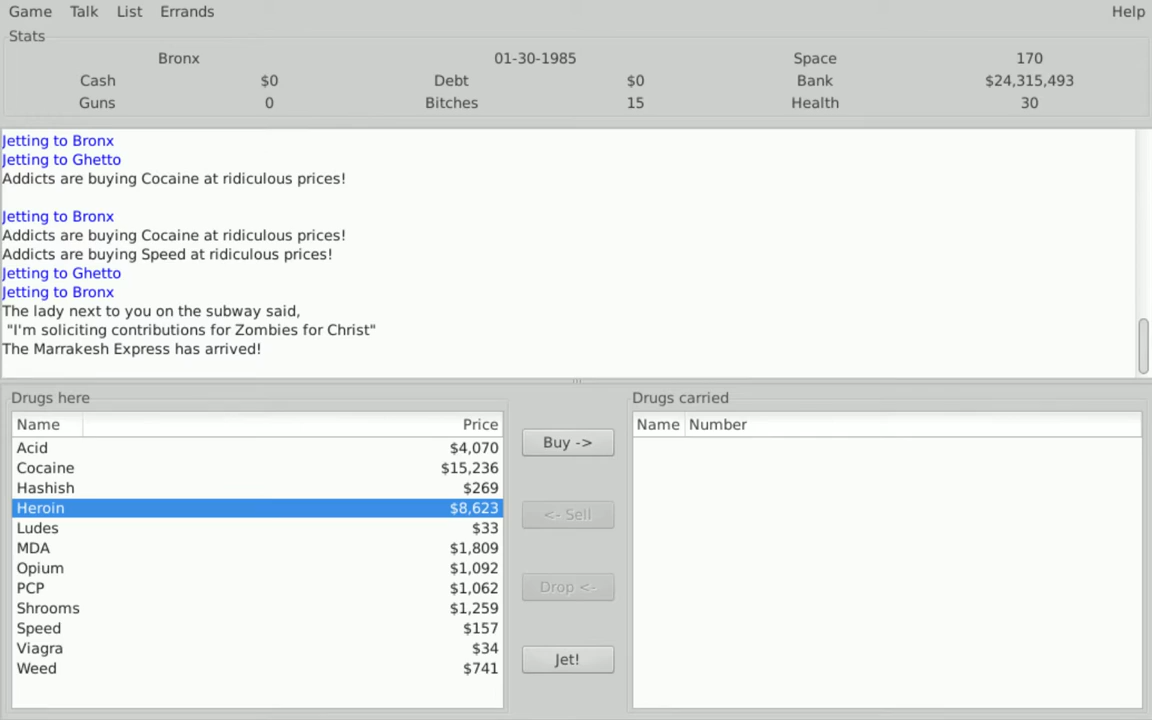 Game Talk List Errands Help
Stats
Bronx 01-30-1985 Space 170
Cash $0 Debt $0 Bank $24,315,493
Guns 0 Bitches 15 Health 30
Jetting to Bronx
Jetting to Ghetto
Addicts are buying Cocaine at ridiculous prices!
Jetting to Bronx
Addicts are buying Cocaine at ridiculous prices!
Addicts are buying Speed at ridiculous prices!
Jetting to Ghetto
Jetting to Bronx
The lady next to you on the subway said,
"I'm soliciting contributions for Zombies for Christ"
The Marrakesh Express has arrived!
Drugs here
Name Price
Acid $4,070
Cocaine $15,236
Hashish $269
Heroin $8,623
Ludes $33
MDA $1,809
Opium $1,092
PCP $1,062
Shrooms $1,259
Speed $157
Viagra $34
Weed $741
Buy ->
<- Sell
Drop <-
Jet!
Drugs carried
Name Number